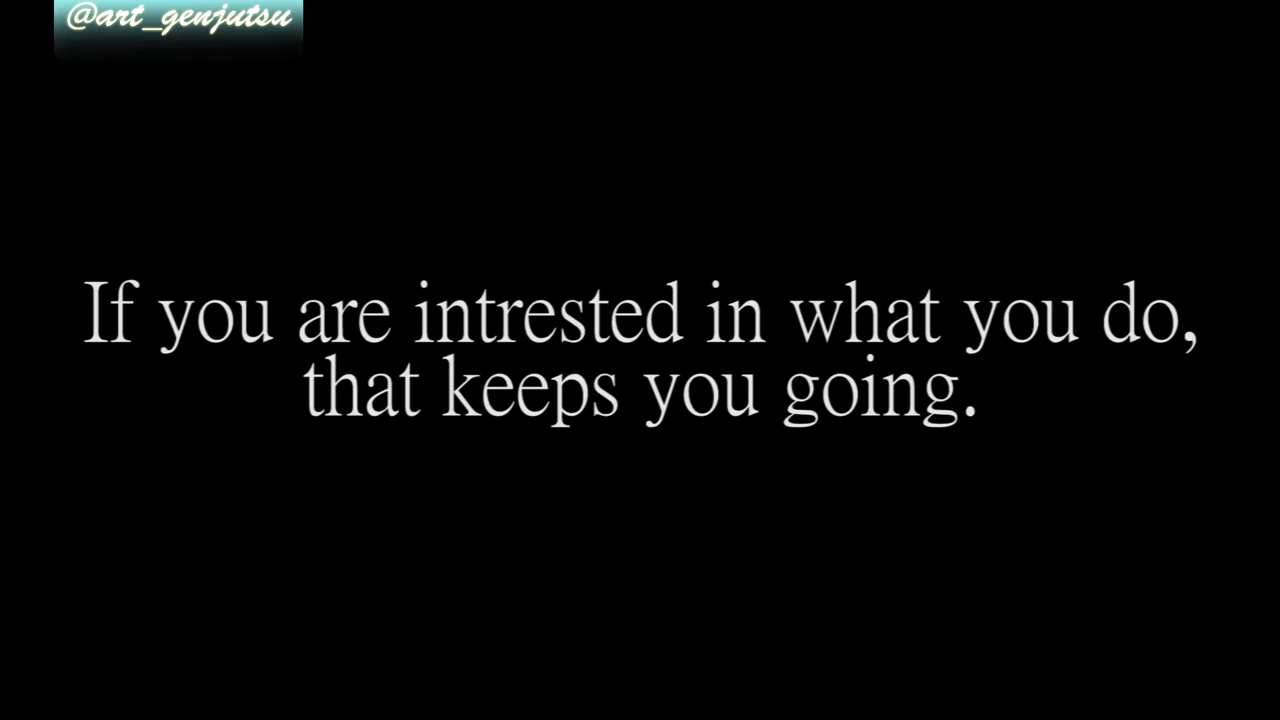 @art_genjutsu
If you are intrested in what you do,
that keeps you going.